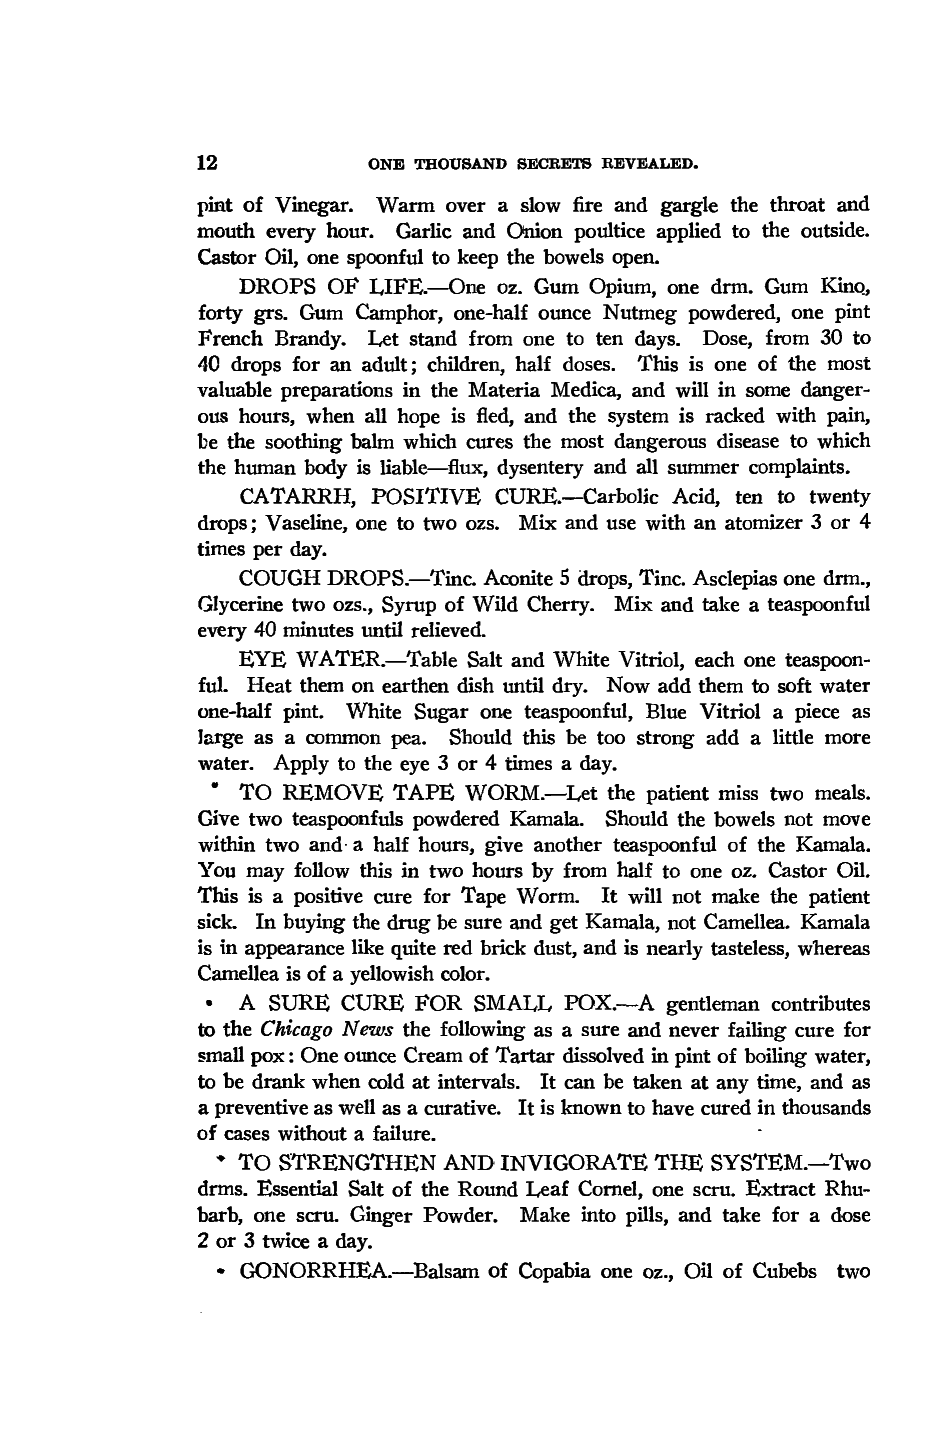 12 ONE THOUSAND SECRETS REVEALED.
pint of Vinegar. Warm over a slow fire and gargle the throat and
mouth every hour. Garlic and Onion poultice applied to the outside.
Castor Oil, one spoonful to keep the bowels open.
DROPS OF LIFE.—One oz. Gum Opium, one drm. Gum Kino,
forty grs. Gum Camphor, one-half ounce Nutmeg powdered, one pint
French Brandy. Let stand from one to ten days. Dose, from 30 to
40 drops for an adult; children, half doses. This is one of the most
valuable preparations in the Materia Medica, and will in some danger-
ous hours, when all hope is fled, and the system is racked with pain,
be the soothing balm which cures the most dangerous disease to which
the human body is liable—flux, dysentery and all summer complaints.
CATARRH, POSITIVE CURE.—Carbolic Acid, ten to twenty
drops; Vaseline, one to two ozs. Mix and use with an atomizer 3 or 4
times per day.
COUGH DROPS.—Tinc. Aconite 5 drops, Tinc. Asclepias one drm.,
Glycerine two ozs., Syrup of Wild Cherry. Mix and take a teaspoonful
every 40 minutes until relieved.
EYE WATER.—Table Salt and White Vitriol, each one teaspoon-
ful. Heat them on earthen dish until dry. Now add them to soft water
one-half pint. White Sugar one teaspoonful, Blue Vitriol a piece as
large as a common pea. Should this be too strong add a little more
water. Apply to the eye 3 or 4 times a day.
• TO REMOVE TAPE WORM.—Let the patient miss two meals.
Give two teaspoonfuls powdered Kamala. Should the bowels not move
within two and a half hours, give another teaspoonful of the Kamala.
You may follow this in two hours by from half to one oz. Castor Oil.
This is a positive cure for Tape Worm. It will not make the patient
sick. In buying the drug be sure and get Kamala, not Camellea. Kamala
is in appearance like quite red brick dust, and is nearly tasteless, whereas
Camellea is of a yellowish color.
• A SURE CURE FOR SMALL POX.—A gentleman contributes
to the Chicago News the following as a sure and never failing cure for
small pox: One ounce Cream of Tartar dissolved in pint of boiling water,
to be drank when cold at intervals. It can be taken at any time, and as
a preventive as well as a curative. It is known to have cured in thousands
of cases without a failure.
• TO STRENGTHEN AND INVIGORATE THE SYSTEM.—Two
drms. Essential Salt of the Round Leaf Cornel, one scru. Extract Rhu-
barb, one scru. Ginger Powder. Make into pills, and take for a dose
2 or 3 twice a day.
• GONORRHEA.—Balsam of Copabia one oz., Oil of Cubebs two